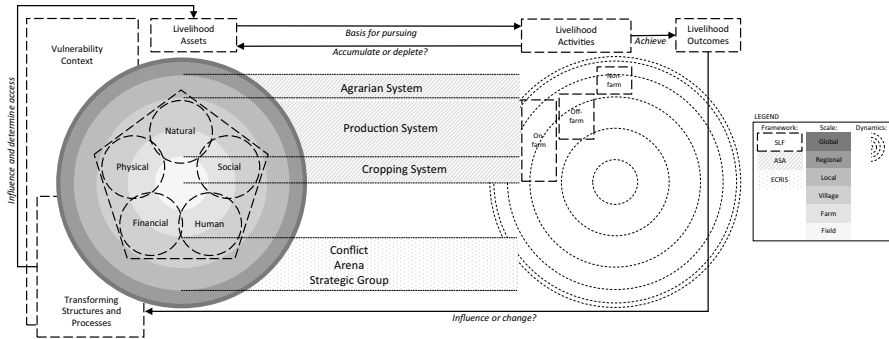 Influence and determine access
Vulnerability
Context
Livelihood
Assets
Basis for pursuing
Accumulate or deplete?
Livelihood
Activities
Achieve
Livelihood
Outcomes
Natural
Physical
Social
Financial
Human
Agrarian System
Production System
Cropping System
Conflict
Arena
Strategic Group
Non-
farm
Off-
farm
On-
farm
Transforming
Structures and
Processes
Influence or change?
LEGEND
Framework:
Scale:
Dynamics:
SLF
Global
ASA
Regional
ECRIS
Local
Village
Farm
Field